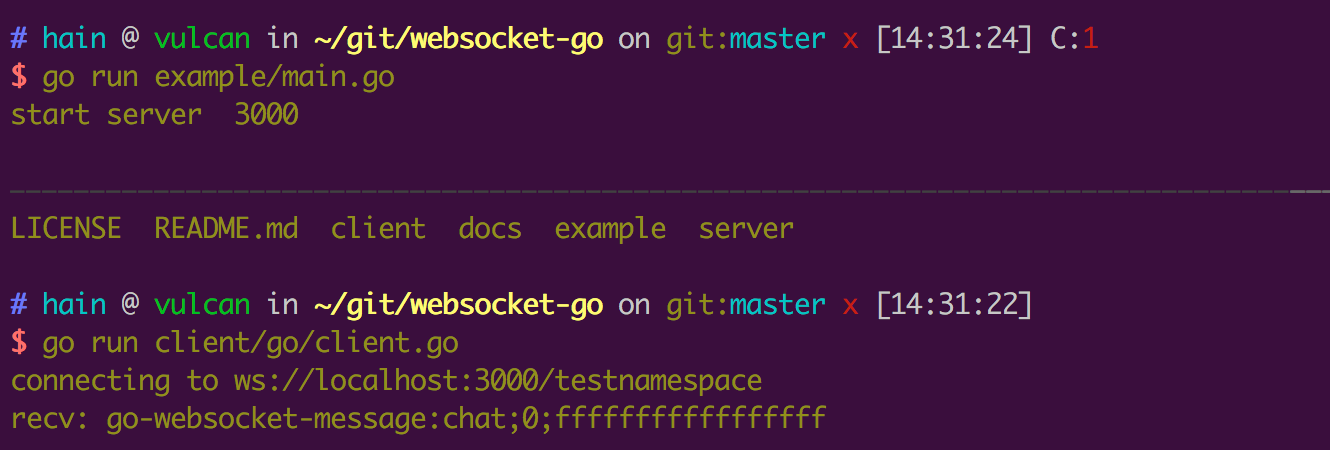 # hain @ vulcan in ~/git/websocket-go on git:master x [14:31:24] C:1
$ go run example/main.go
start server  3000
LICENSE  README.md  client  docs  example  server
# hain @ vulcan in ~/git/websocket-go on git:master x [14:31:22]
$ go run client/go/client.go
connecting to ws://localhost:3000/testnamespace
recv: go-websocket-message:chat;0;fffffffffffffffff